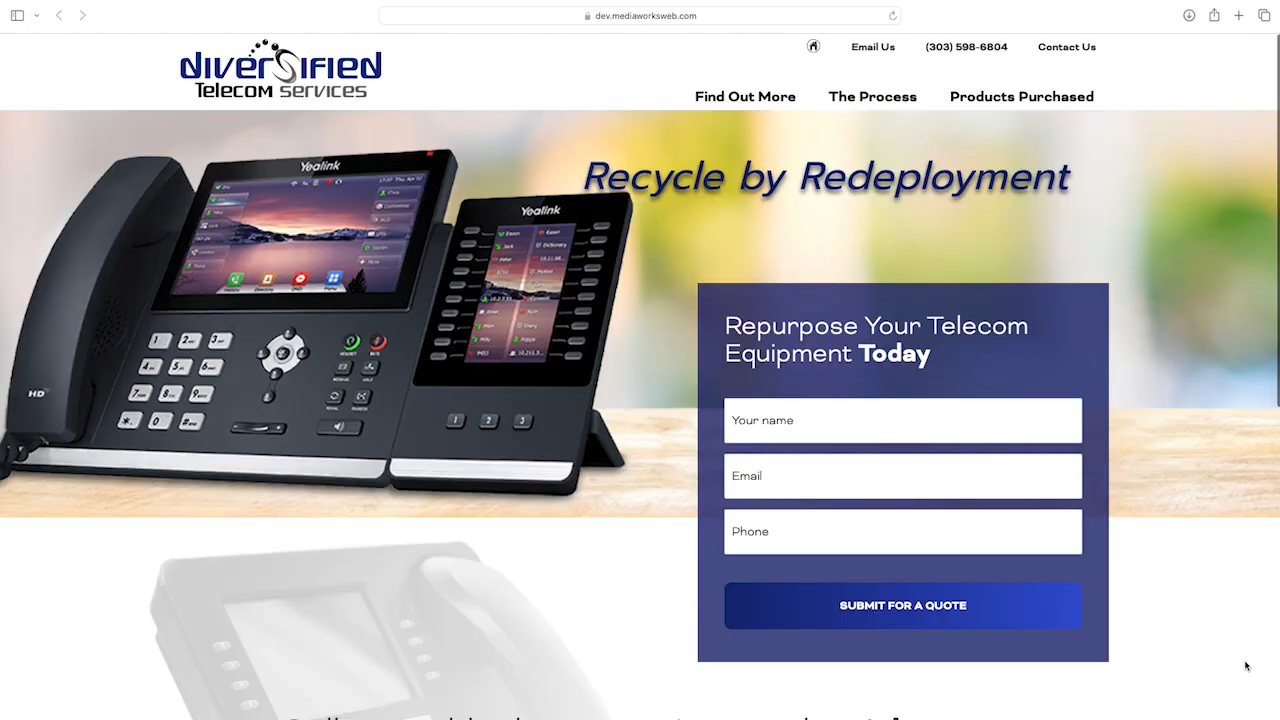 dev.mediaworksweb.com
Diversified
Telecom Services
Email Us
(303) 598-6804
Contact Us
Find Out More
The Process
Products Purchased
Recycle by Redeployment
Yealink
Yealink
HD
Repurpose Your Telecom
Equipment Today
Your name
Email
Phone
SUBMIT FOR A QUOTE